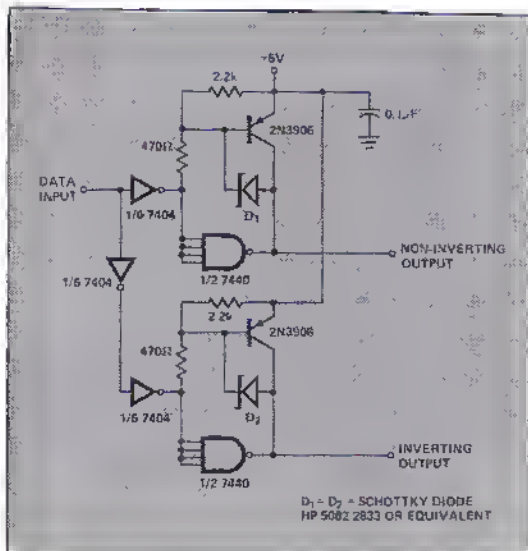 +5V
2.2k
0.1µF
2N3906
470Ω
DATA
INPUT
1/6 7404
D₁
NON-INVERTING
OUTPUT
1/6 7404
1/2 7440
2.2k
2N3906
470Ω
1/6 7404
D₂
INVERTING
OUTPUT
1/2 7440
D₁ = D₂ = SCHOTTKY DIODE
HP 5082 2833 OR EQUIVALENT